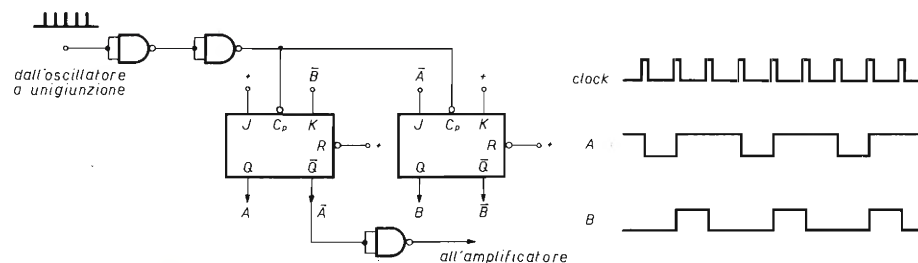 dall'oscillatore
a unigiunzione
+ B̄ Ā +
J Cp K J Cp K
R + R +
Q Q̄ Q Q̄
A Ā B B̄
all'amplificatore
clock
A
B